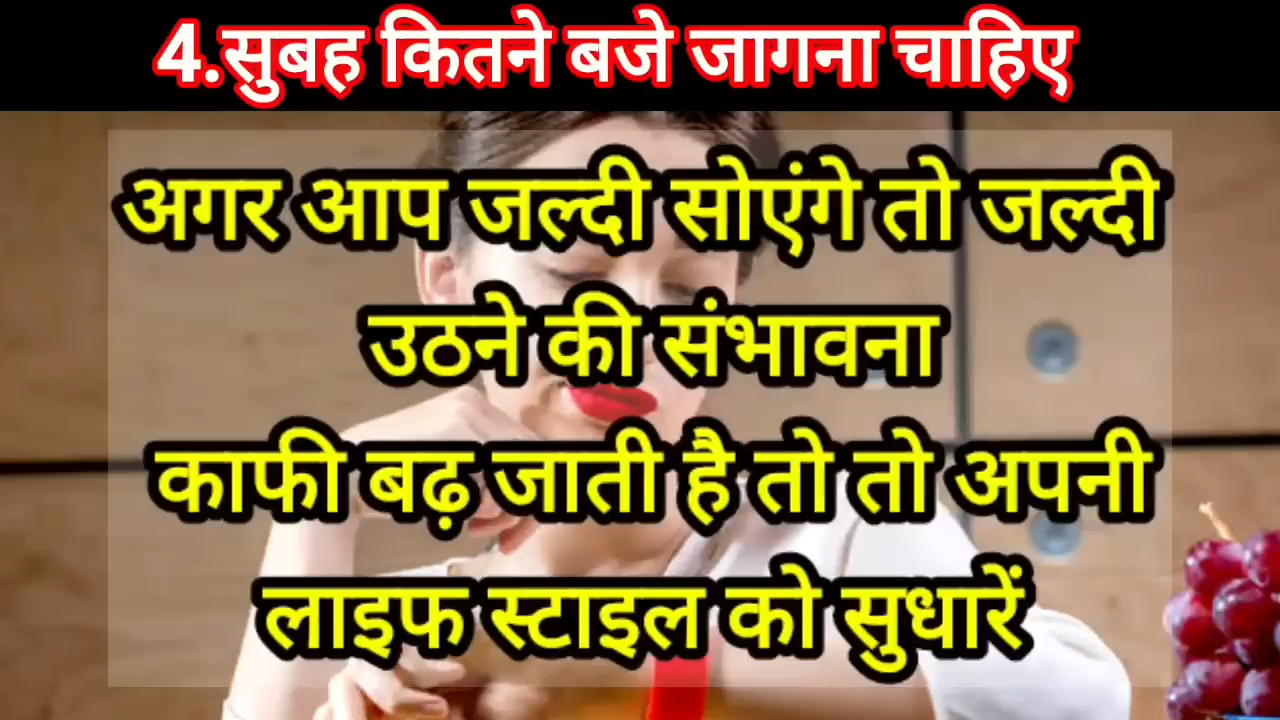 4.सुबह कितने बजे जागना चाहिए
अगर आप जल्दी सोएंगे तो जल्दी
उठने की संभावना
काफी बढ़ जाती है तो तो अपनी
लाइफ स्टाइल को सुधारें